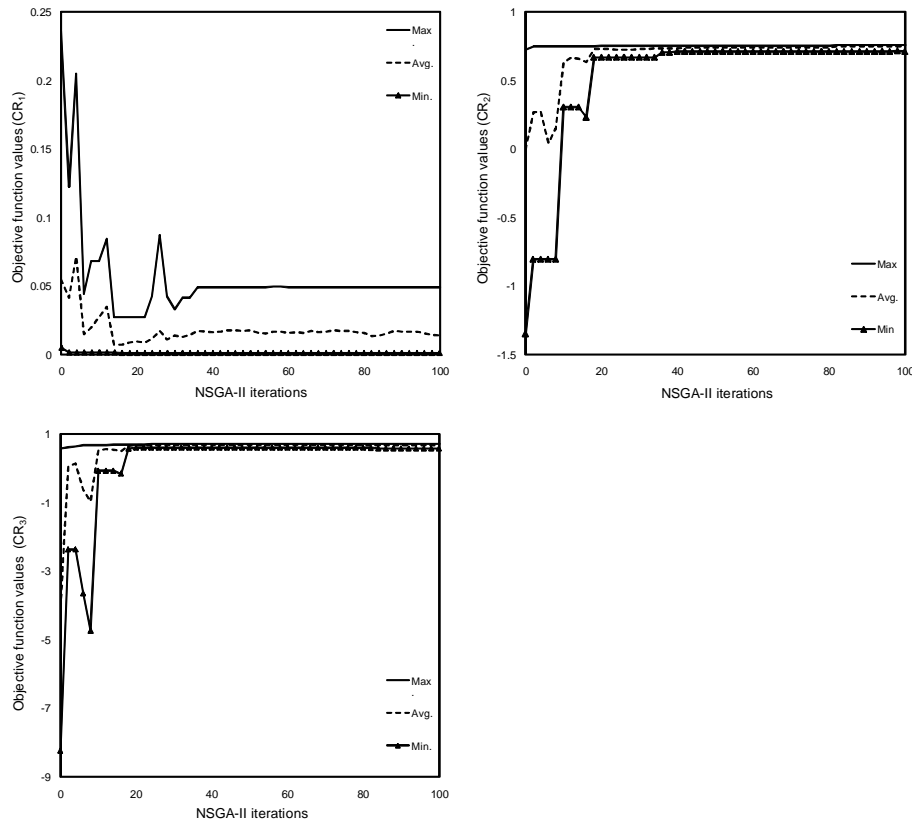 Objective function values (CR₁)
0.25
0.2
0.15
0.1
0.05
0
Max
.
Avg.
Min.
0 20 40 60 80 100
NSGA-II iterations
Objective function values (CR₂)
1
0.5
0
-0.5
-1
-1.5
Max
Avg.
Min
0 20 40 60 80 100
NSGA-II iterations
Objective function values (CR₃)
1
-1
-3
-5
-7
-9
Max
.
Avg.
Min.
0 20 40 60 80 100
NSGA-II iterations